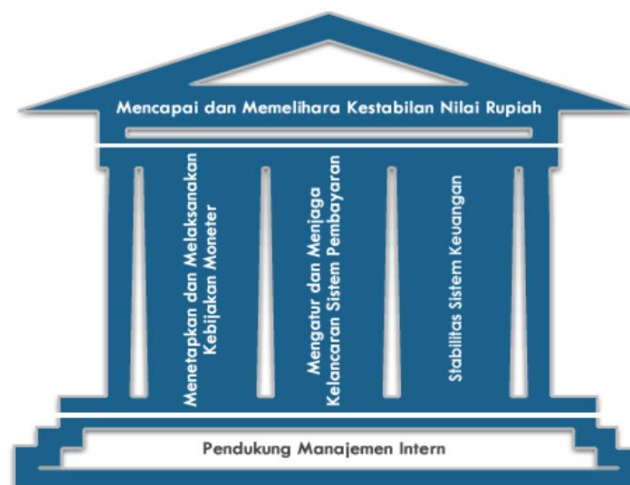 Mencapai dan Memelihara Kestabilan Nilai Rupiah
Menetapkan dan Melaksanakan
Kebijakan Moneter
Mengatur dan Menjaga
Kelancaran Sistem Pembayaran
Stabilitas Sistem Keuangan
Pendukung Manajemen Intern